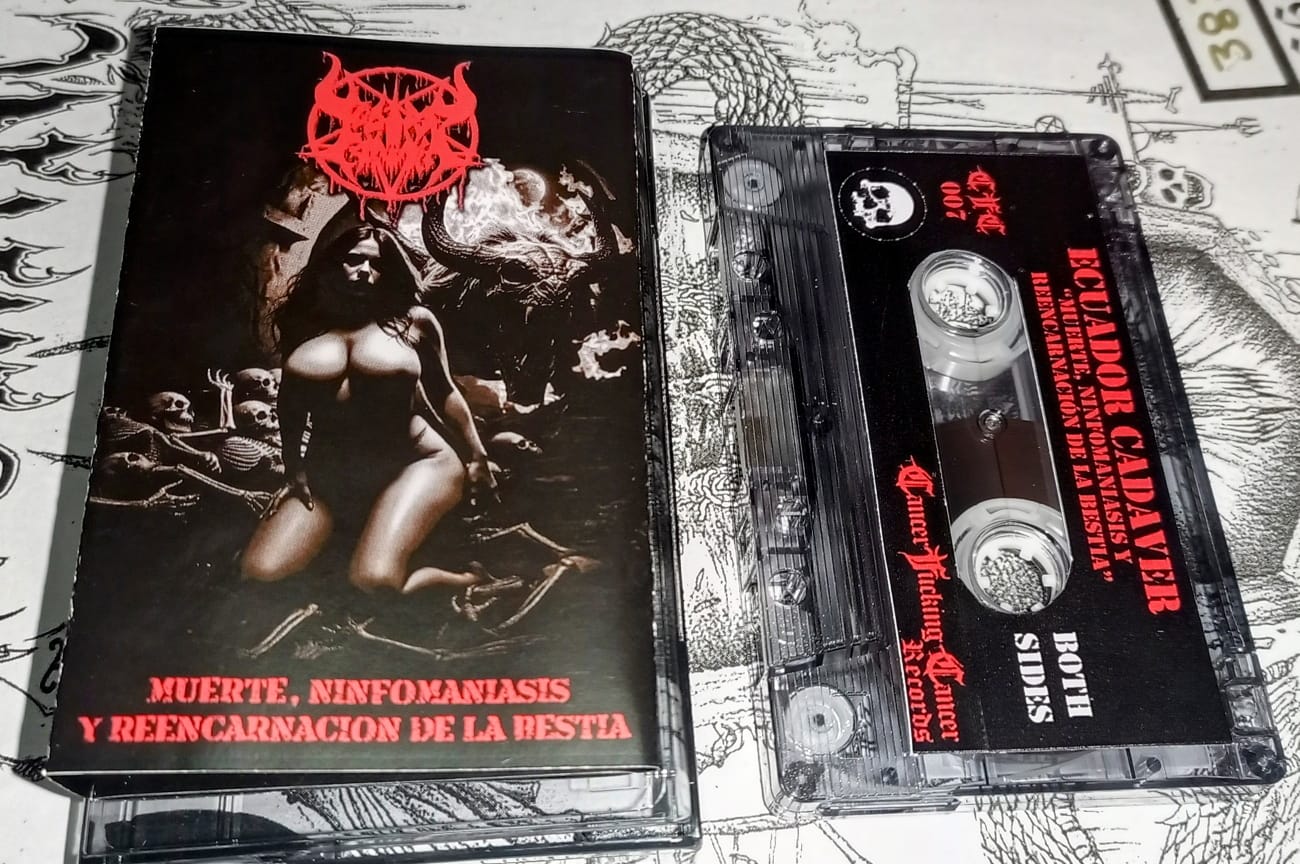 MUERTE, NINFOMANIASIS
Y REENCARNACION DE LA BESTIA
CFC
007
ECUADOR CADAVER
"MUERTE, NINFOMANIASIS Y
REENCARNACIÓN DE LA BESTIA"
BOTH
SIDES
Cancer Fucking Cancer
Records